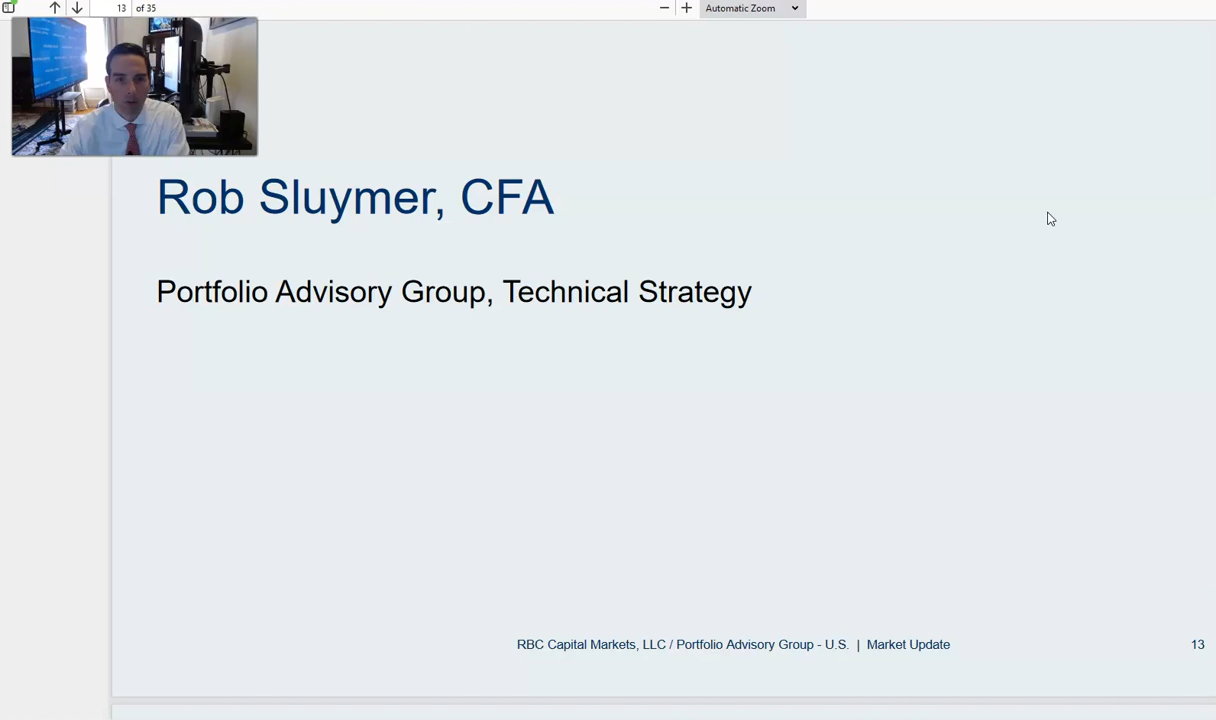 13 of 35
Automatic Zoom
Rob Sluymer, CFA
Portfolio Advisory Group, Technical Strategy
RBC Capital Markets, LLC / Portfolio Advisory Group - U.S. | Market Update
13